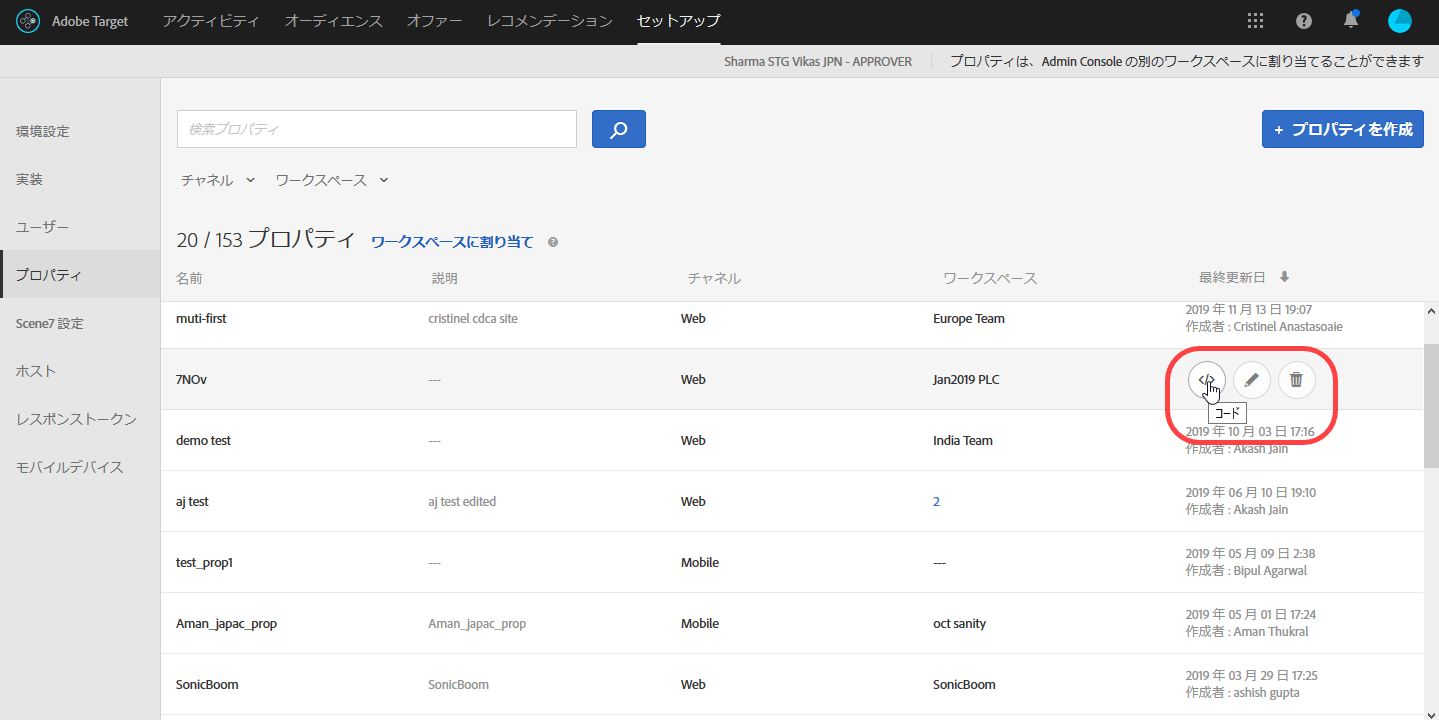 Adobe Target アクティビティ オーディエンス オファー レコメンデーション セットアップ
Sharma STG Vikas JPN - APPROVER プロパティは、Admin Console の別のワークスペースに割り当てることができます
環境設定
実装
ユーザー
プロパティ
Scene7 設定
ホスト
レスポンストークン
モバイルデバイス
検索プロパティ
+ プロパティを作成
チャネル ワークスペース
20 / 153 プロパティ ワークスペースに割り当て ?
名前 説明 チャネル ワークスペース 最終更新日
muti-first cristinel cdca site Web Europe Team 2019 年 11 月 13 日 19:07
作成者 : Cristinel Anastasoaie
7NOv --- Web Jan2019 PLC </>
コード
demo test --- Web India Team 2019 年 10 月 03 日 17:16
作成者 : Akash Jain
aj test aj test edited Web 2 2019 年 06 月 10 日 19:10
作成者 : Akash Jain
test_prop1 --- Mobile --- 2019 年 05 月 09 日 2:38
作成者 : Bipul Agarwal
Aman_japac_prop Aman_japac_prop Mobile oct sanity 2019 年 05 月 01 日 17:24
作成者 : Aman Thukral
SonicBoom SonicBoom Web SonicBoom 2019 年 03 月 29 日 17:25
作成者 : ashish gupta